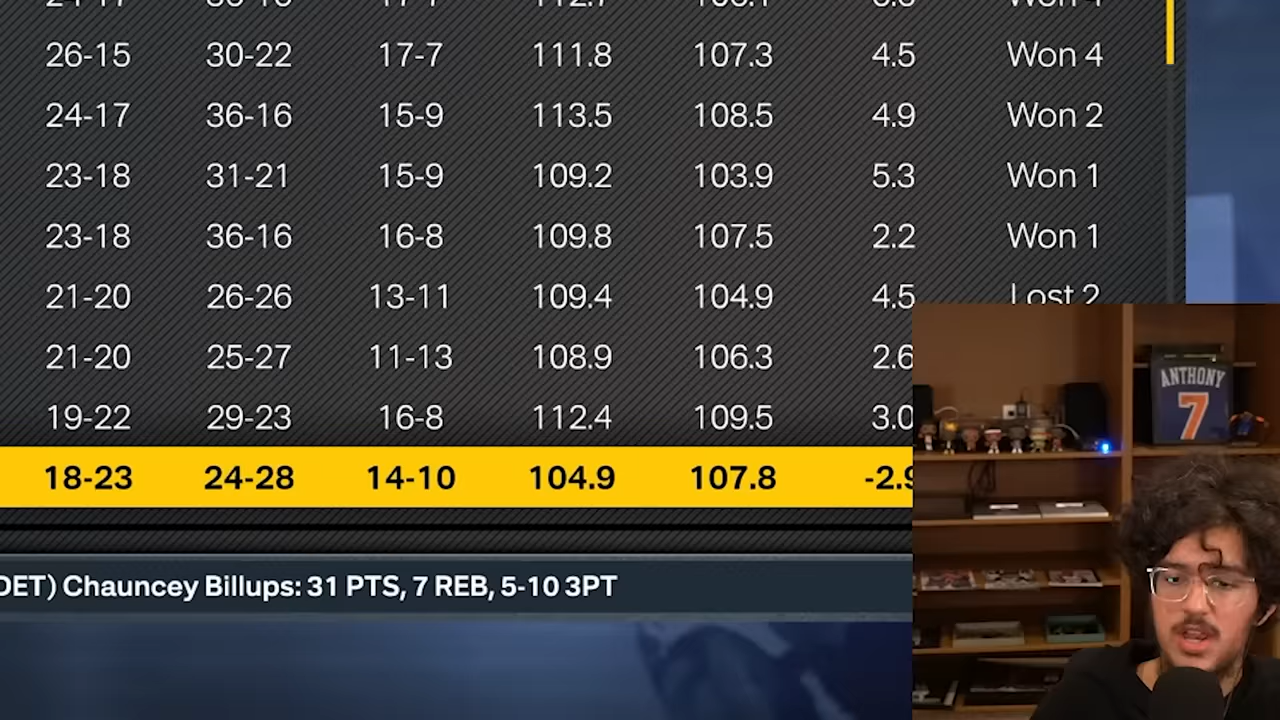 26-15 30-22 17-7 111.8 107.3 4.5 Won 4
24-17 36-16 15-9 113.5 108.5 4.9 Won 2
23-18 31-21 15-9 109.2 103.9 5.3 Won 1
23-18 36-16 16-8 109.8 107.5 2.2 Won 1
21-20 26-26 13-11 109.4 104.9 4.5 Lost 2
21-20 25-27 11-13 108.9 106.3 2.6
19-22 29-23 16-8 112.4 109.5 3.0
18-23 24-28 14-10 104.9 107.8 -2.9
DET) Chauncey Billups: 31 PTS, 7 REB, 5-10 3PT
ANTHONY
7